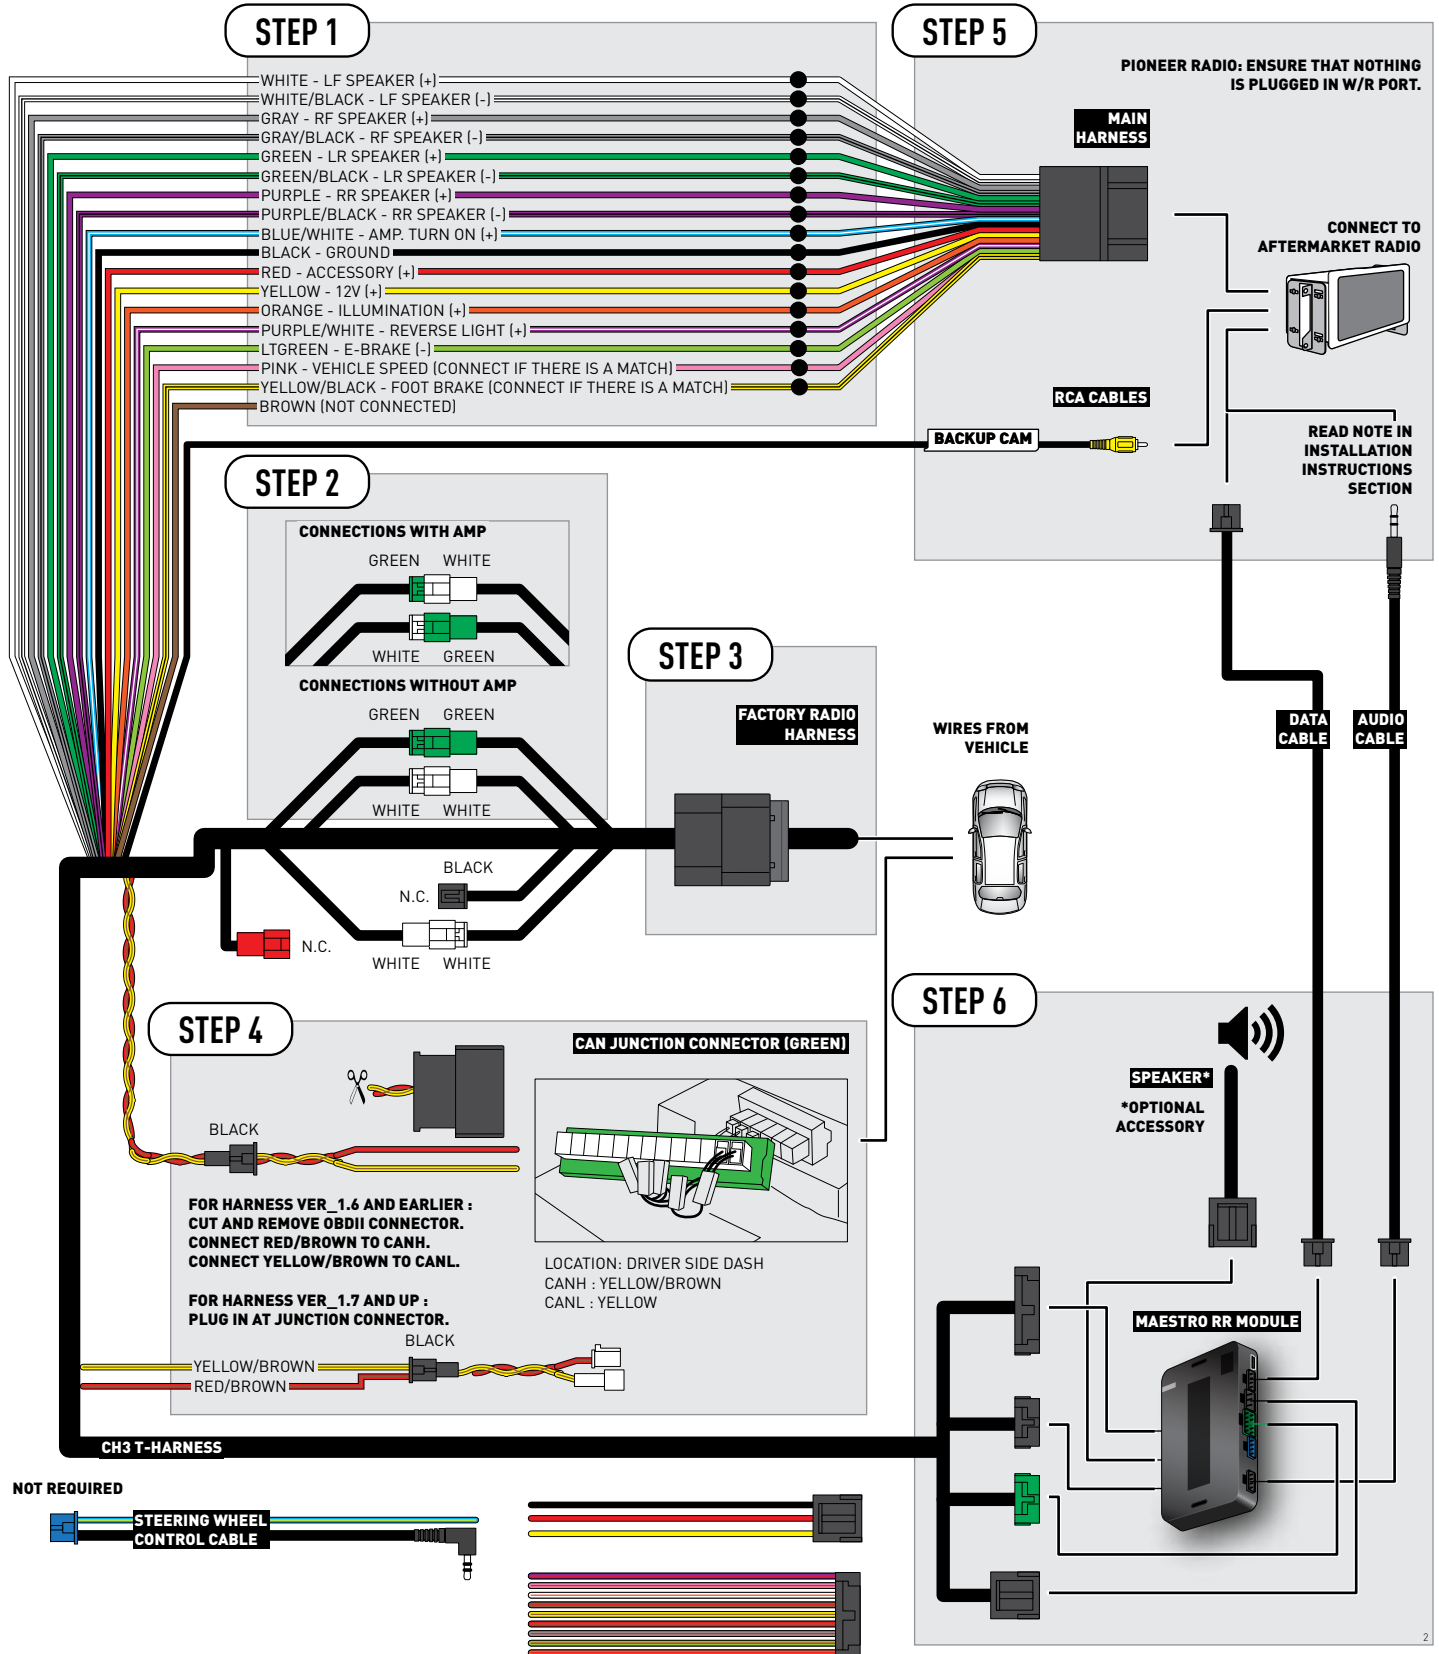 STEP 1
WHITE - LF SPEAKER (+)
WHITE/BLACK - LF SPEAKER (-)
GRAY - RF SPEAKER (+)
GRAY/BLACK - RF SPEAKER (-)
GREEN - LR SPEAKER (+)
GREEN/BLACK - LR SPEAKER (-)
PURPLE - RR SPEAKER (+)
PURPLE/BLACK - RR SPEAKER (-)
BLUE/WHITE - AMP. TURN ON (+)
BLACK - GROUND
RED - ACCESSORY (+)
YELLOW - 12V (+)
ORANGE - ILLUMINATION (+)
PURPLE/WHITE - REVERSE LIGHT (+)
LTGREEN - E-BRAKE (-)
PINK - VEHICLE SPEED (CONNECT IF THERE IS A MATCH)
YELLOW/BLACK - FOOT BRAKE (CONNECT IF THERE IS A MATCH)
BROWN (NOT CONNECTED)
STEP 5
PIONEER RADIO: ENSURE THAT NOTHING
IS PLUGGED IN W/R PORT.
MAIN
HARNESS
CONNECT TO
AFTERMARKET RADIO
RCA CABLES
BACKUP CAM
READ NOTE IN
INSTALLATION
INSTRUCTIONS
SECTION
STEP 2
CONNECTIONS WITH AMP
GREEN WHITE
WHITE GREEN
CONNECTIONS WITHOUT AMP
GREEN GREEN
WHITE WHITE
BLACK
N.C.
N.C.
WHITE WHITE
STEP 3
FACTORY RADIO
HARNESS
WIRES FROM
VEHICLE
DATA
CABLE
AUDIO
CABLE
STEP 4
CAN JUNCTION CONNECTOR (GREEN)
BLACK
FOR HARNESS VER_1.6 AND EARLIER :
CUT AND REMOVE OBDII CONNECTOR.
CONNECT RED/BROWN TO CANH.
CONNECT YELLOW/BROWN TO CANL.
FOR HARNESS VER_1.7 AND UP :
PLUG IN AT JUNCTION CONNECTOR.
LOCATION: DRIVER SIDE DASH
CANH : YELLOW/BROWN
CANL : YELLOW
BLACK
YELLOW/BROWN
RED/BROWN
STEP 6
SPEAKER*
*OPTIONAL
ACCESSORY
MAESTRO RR MODULE
CH3 T-HARNESS
NOT REQUIRED
STEERING WHEEL
CONTROL CABLE
2